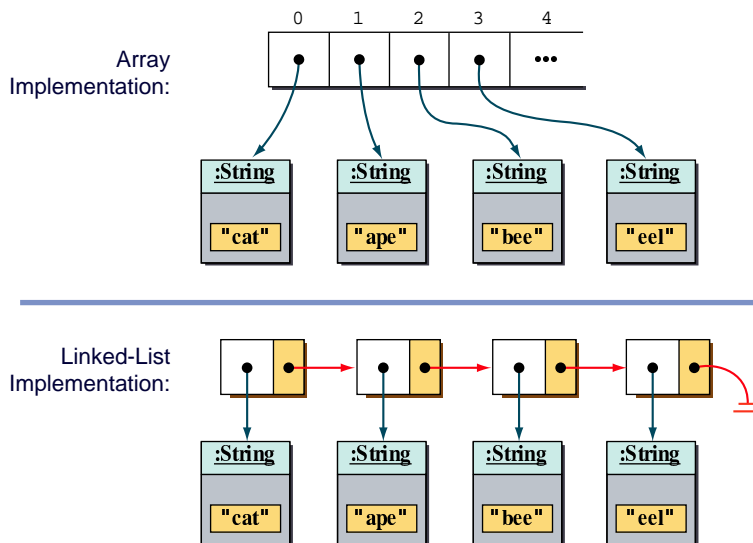 0 1 2 3 4
Array
Implementation:
•••
:String :String :String :String
"cat" "ape" "bee" "eel"
Linked-List
Implementation:
:String :String :String :String
"cat" "ape" "bee" "eel"